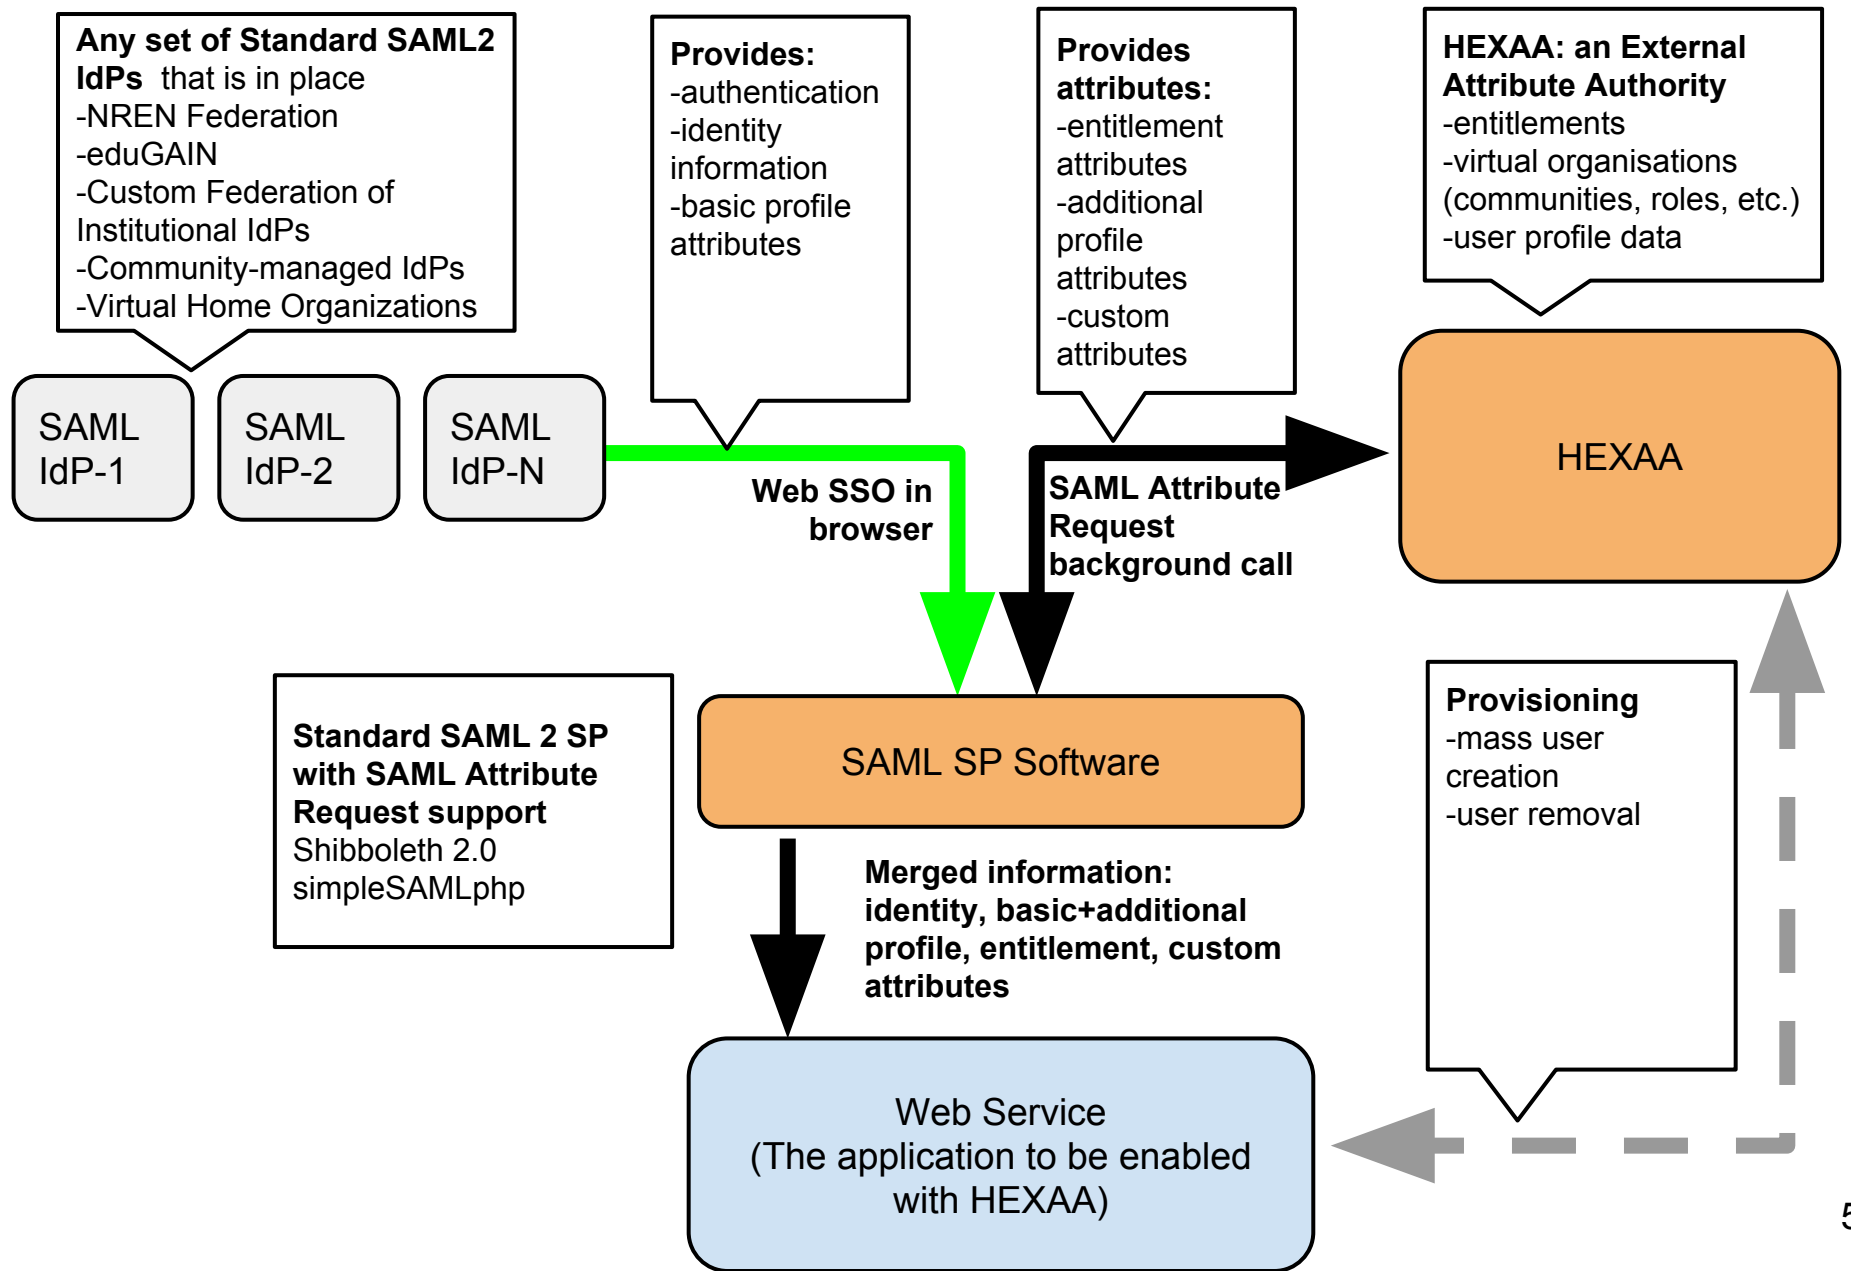 Any set of Standard SAML2
IdPs that is in place
-NREN Federation
-eduGAIN
-Custom Federation of
Institutional IdPs
-Community-managed IdPs
-Virtual Home Organizations
Provides:
-authentication
-identity
information
-basic profile
attributes
Provides
attributes:
-entitlement
attributes
-additional
profile
attributes
-custom
attributes
HEXAA: an External
Attribute Authority
-entitlements
-virtual organisations
(communities, roles, etc.)
-user profile data
SAML
IdP-1
SAML
IdP-2
SAML
IdP-N
Web SSO in
browser
SAML Attribute
Request
background call
HEXAA
Standard SAML 2 SP
with SAML Attribute
Request support
Shibboleth 2.0
simpleSAMLphp
SAML SP Software
Provisioning
-mass user
creation
-user removal
Merged information:
identity, basic+additional
profile, entitlement, custom
attributes
Web Service
(The application to be enabled
with HEXAA)
5